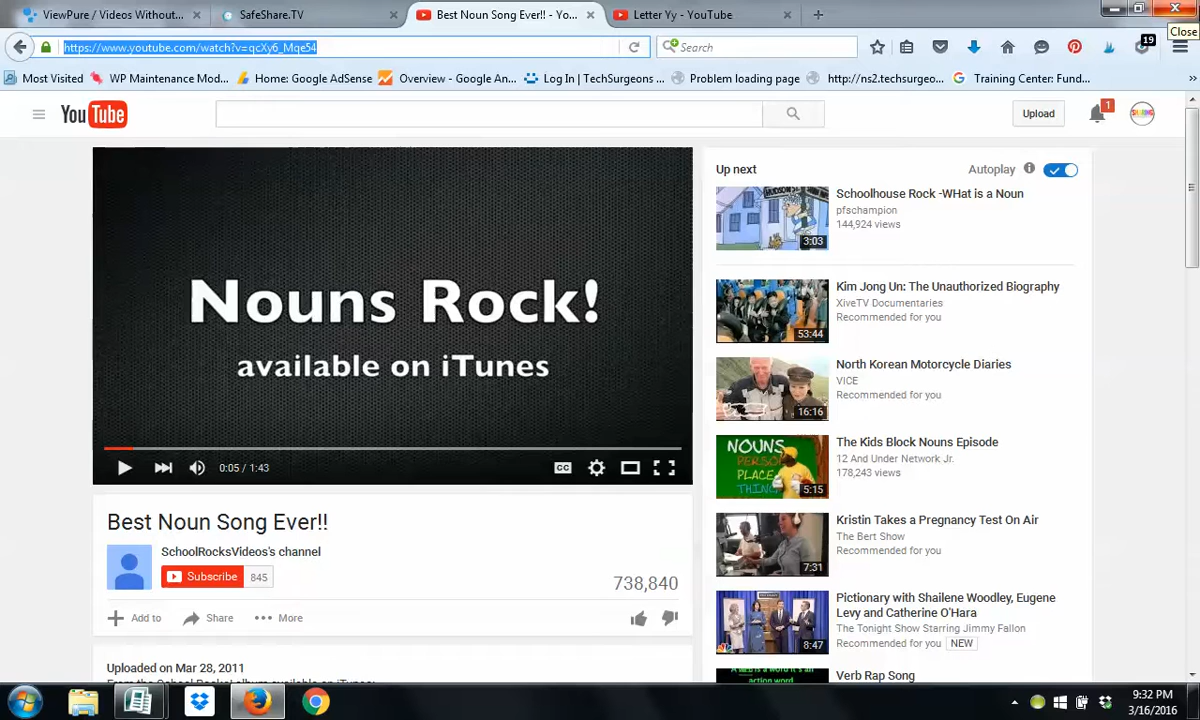 ViewPure / Videos Without...
SafeShare.TV
Best Noun Song Ever!! - Yo...
Letter Yy - YouTube
Close
https://www.youtube.com/watch?v=qcXy6_Mqe54
Search
19
Most Visited
WP Maintenance Mod...
Home: Google AdSense
Overview - Google An...
Log In | TechSurgeons ...
Problem loading page
http://ns2.techsurgeo...
Training Center: Fund...
YouTube
Upload
1
Nouns Rock!
available on iTunes
0:05 / 1:43
CC
Best Noun Song Ever!!
SchoolRocksVideos's channel
Subscribe 845
738,840
Add to
Share
More
Uploaded on Mar 28, 2011
Up next
Autoplay
Schoolhouse Rock -WHat is a Noun
pfschampion
144,924 views
3:03
Kim Jong Un: The Unauthorized Biography
XiveTV Documentaries
Recommended for you
53:44
North Korean Motorcycle Diaries
VICE
Recommended for you
16:16
The Kids Block Nouns Episode
12 And Under Network Jr.
178,243 views
NOUNS
PERSON
PLACE
THING
5:15
Kristin Takes a Pregnancy Test On Air
The Bert Show
Recommended for you
7:31
Pictionary with Shailene Woodley, Eugene
Levy and Catherine O'Hara
The Tonight Show Starring Jimmy Fallon
Recommended for you NEW
8:47
Verb Rap Song
action word
9:32 PM
3/16/2016